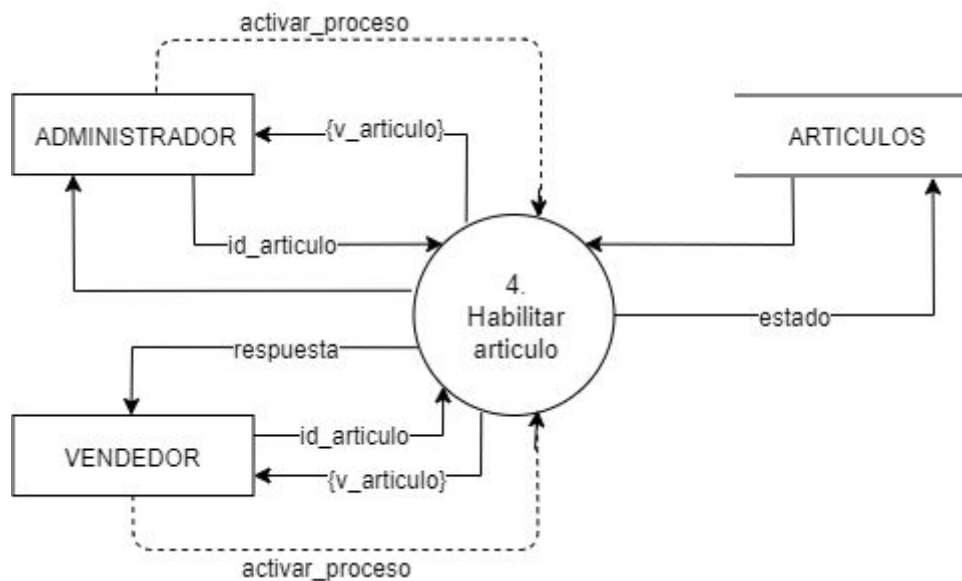 activar_proceso
ADMINISTRADOR
{v_articulo}
ARTICULOS
id_articulo
4.
Habilitar
articulo
estado
respuesta
id_articulo
VENDEDOR
{v_articulo}
activar_proceso